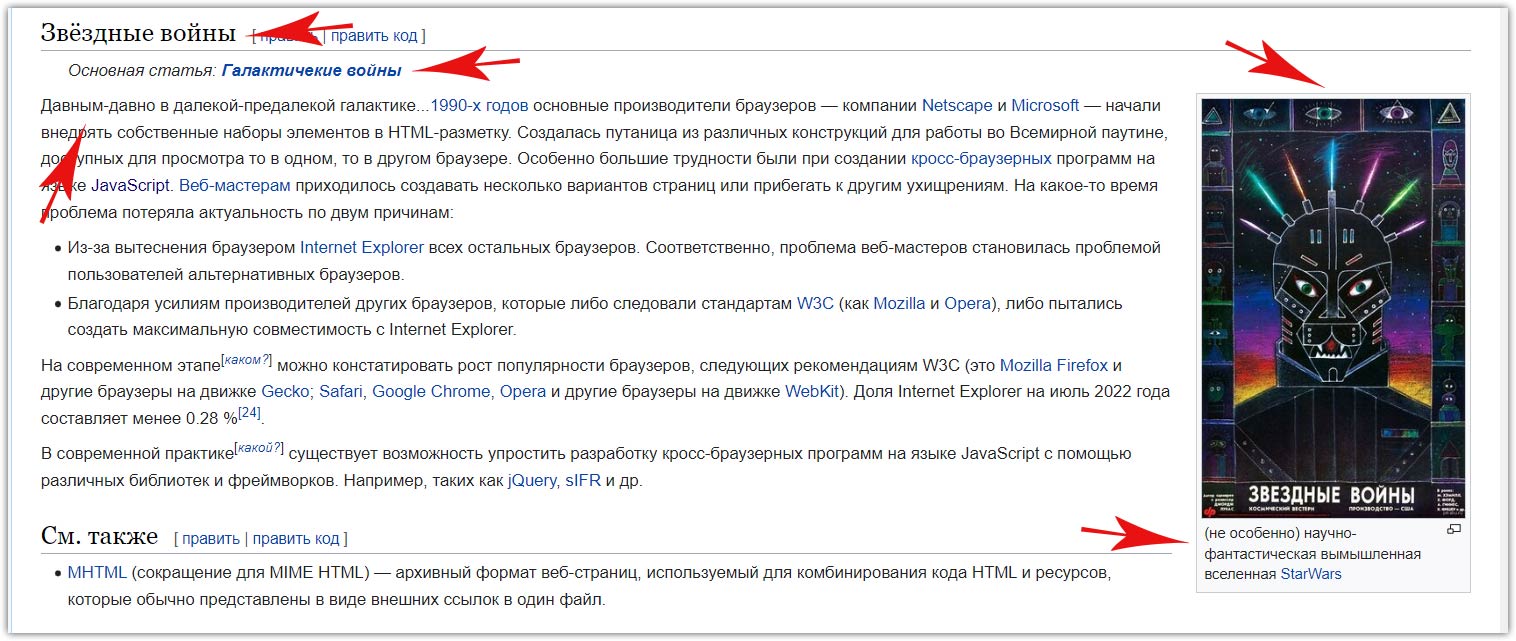 Звёздные войны [ править | править код ]
Основная статья: Галактичекие войны
Давным-давно в далекой-предалекой галактике...1990-х годов основные производители браузеров — компании Netscape и Microsoft — начали
внедрять собственные наборы элементов в HTML-разметку. Создалась путаница из различных конструкций для работы во Всемирной паутине,
доступных для просмотра то в одном, то в другом браузере. Особенно большие трудности были при создании кросс-браузерных программ на
языке JavaScript. Веб-мастерам приходилось создавать несколько вариантов страниц или прибегать к другим ухищрениям. На какое-то время
проблема потеряла актуальность по двум причинам:
• Из-за вытеснения браузером Internet Explorer всех остальных браузеров. Соответственно, проблема веб-мастеров становилась проблемой
пользователей альтернативных браузеров.
• Благодаря усилиям производителей других браузеров, которые либо следовали стандартам W3C (как Mozilla и Opera), либо пытались
создать максимальную совместимость с Internet Explorer.
На современном этапе[каком?] можно констатировать рост популярности браузеров, следующих рекомендациям W3C (это Mozilla Firefox и
другие браузеры на движке Gecko; Safari, Google Chrome, Opera и другие браузеры на движке WebKit). Доля Internet Explorer на июль 2022 года
составляет менее 0.28 %[24].
В современной практике[какой?] существует возможность упростить разработку кросс-браузерных программ на языке JavaScript с помощью
различных библиотек и фреймворков. Например, таких как jQuery, sIFR и др.
См. также [ править | править код ]
• MHTML (сокращение для MIME HTML) — архивный формат веб-страниц, используемый для комбинирования кода HTML и ресурсов,
которые обычно представлены в виде внешних ссылок в один файл.
ЗВЕЗДНЫЕ ВОЙНЫ
КОСМИЧЕСКИЙ ВЕСТЕРН ПРОИЗВОДСТВО — США
(не особенно) научно-
фантастическая вымышленная
вселенная StarWars